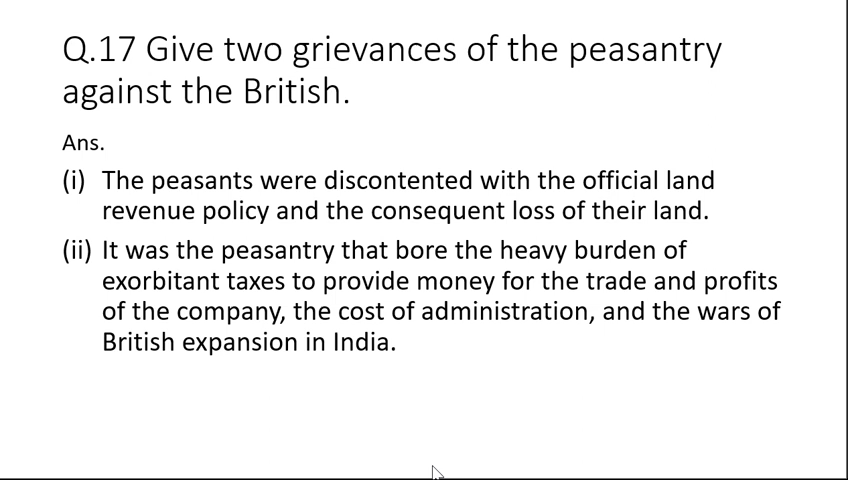 Q.17 Give two grievances of the peasantry
against the British.
Ans.
(i) The peasants were discontented with the official land
revenue policy and the consequent loss of their land.
(ii) It was the peasantry that bore the heavy burden of
exorbitant taxes to provide money for the trade and profits
of the company, the cost of administration, and the wars of
British expansion in India.